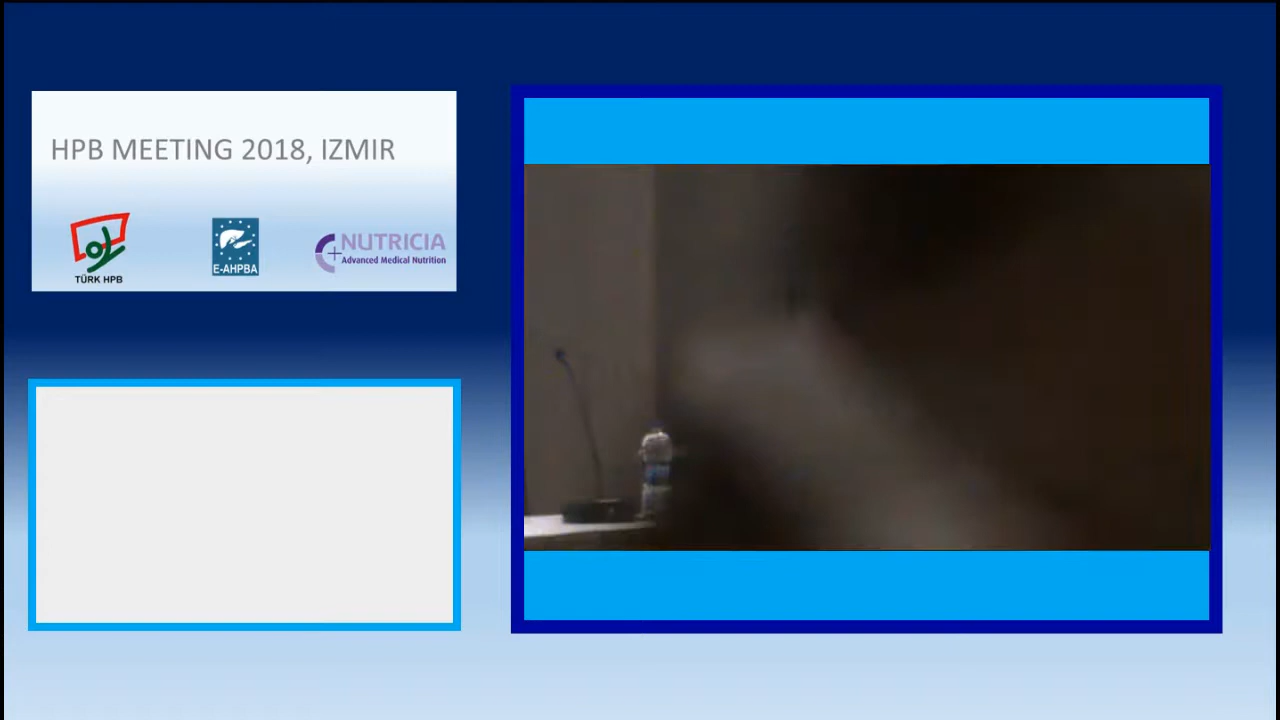 HPB MEETING 2018, IZMIR
TÜRK HPB
E-AHPBA
NUTRICIA
Advanced Medical Nutrition